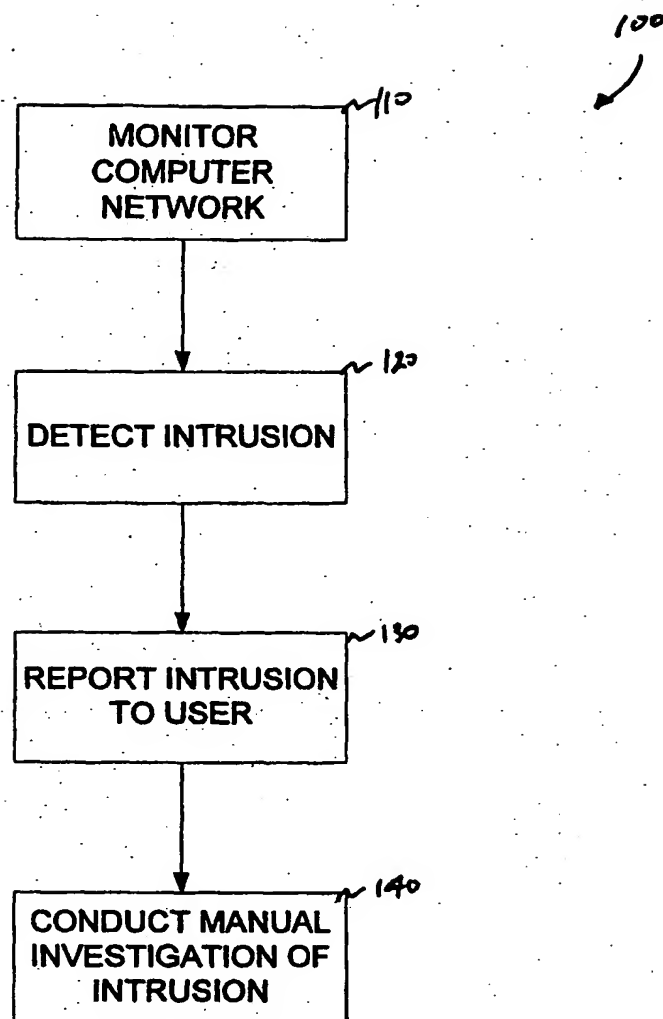 100
110
MONITOR
COMPUTER
NETWORK
120
DETECT INTRUSION
130
REPORT INTRUSION
TO USER
140
CONDUCT MANUAL
INVESTIGATION OF
INTRUSION